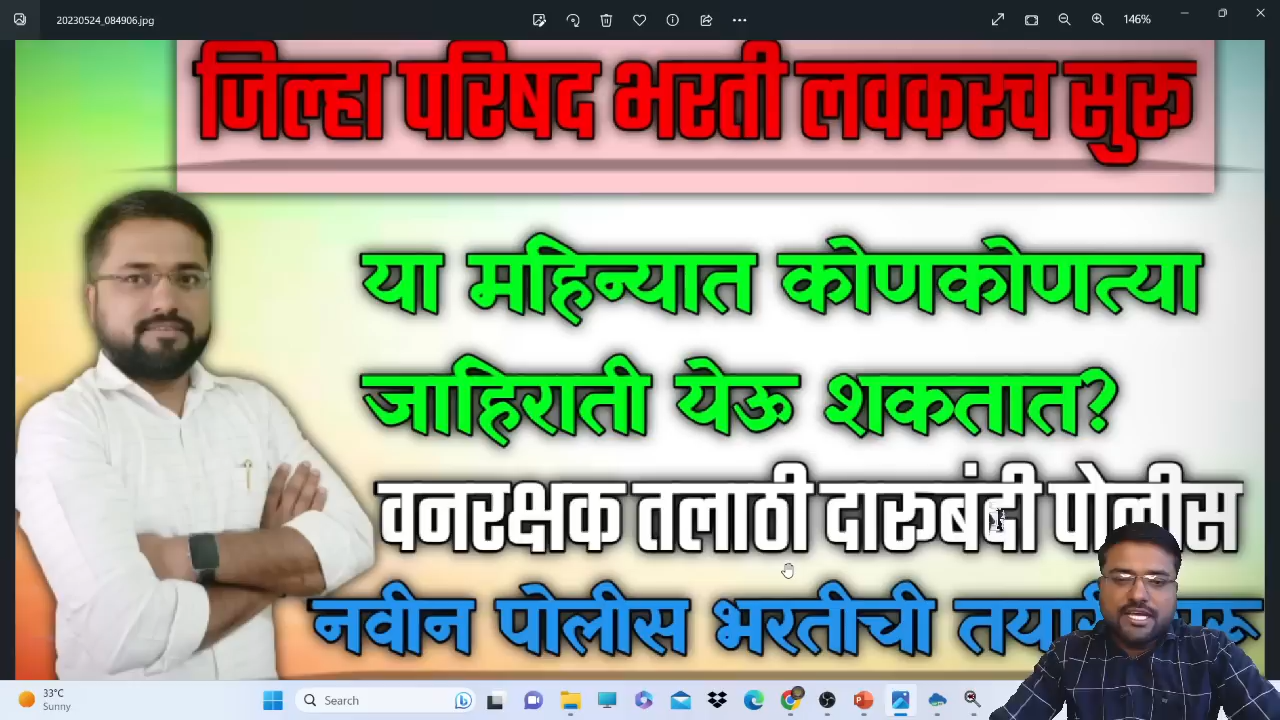 20230524_084906.jpg
146%
जिल्हा परिषद भरती लवकरच सुरू
या महिन्यात कोणकोणत्या
जाहिराती येऊ शकतात?
वनरक्षक तलाठी दारूबंदी पोलीस
नवीन पोलीस भरतीची
33°C
Sunny
Search